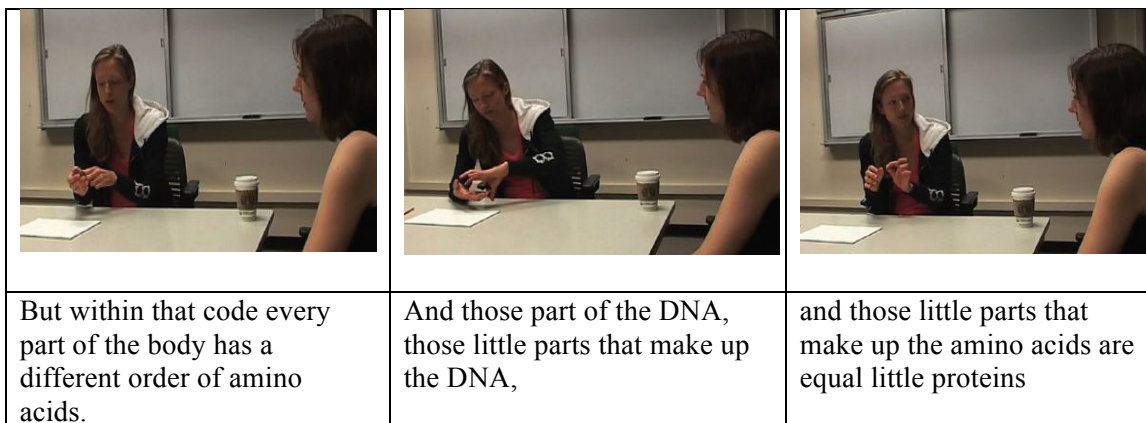 But within that code every
part of the body has a
different order of amino
acids.
And those part of the DNA,
those little parts that make up
the DNA,
and those little parts that
make up the amino acids are
equal little proteins